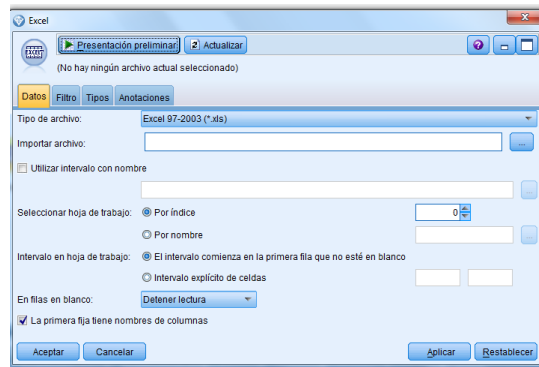 Excel
Presentación preliminar Actualizar
(No hay ningún archivo actual seleccionado)
Datos Filtro Tipos Anotaciones
Tipo de archivo: Excel 97-2003 (*.xls)
Importar archivo: ...
Utilizar intervalo con nombre
...
Seleccionar hoja de trabajo: Por índice 0
Por nombre ...
Intervalo en hoja de trabajo: El intervalo comienza en la primera fila que no esté en blanco
Intervalo explícito de celdas
En filas en blanco: Detener lectura
La primera fija tiene nombres de columnas
Aceptar Cancelar Aplicar Restablecer